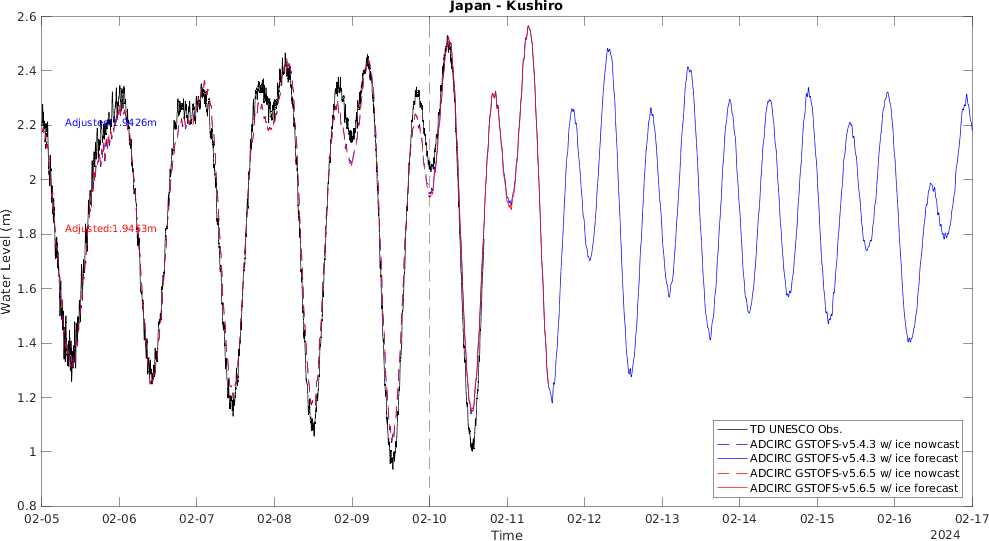 Japan - Kushiro
2.6
2.4
2.2
2
1.8
1.6
1.4
1.2
1
0.8
Water Level (m)
Adjusted:1.9426m
Adjusted:1.9453m
TD UNESCO Obs.
ADCIRC GSTOFS-v5.4.3 w/ ice nowcast
ADCIRC GSTOFS-v5.4.3 w/ ice forecast
ADCIRC GSTOFS-v5.6.5 w/ ice nowcast
ADCIRC GSTOFS-v5.6.5 w/ ice forecast
02-05 02-06 02-07 02-08 02-09 02-10 02-11 02-12 02-13 02-14 02-15 02-16 02-17
Time
2024